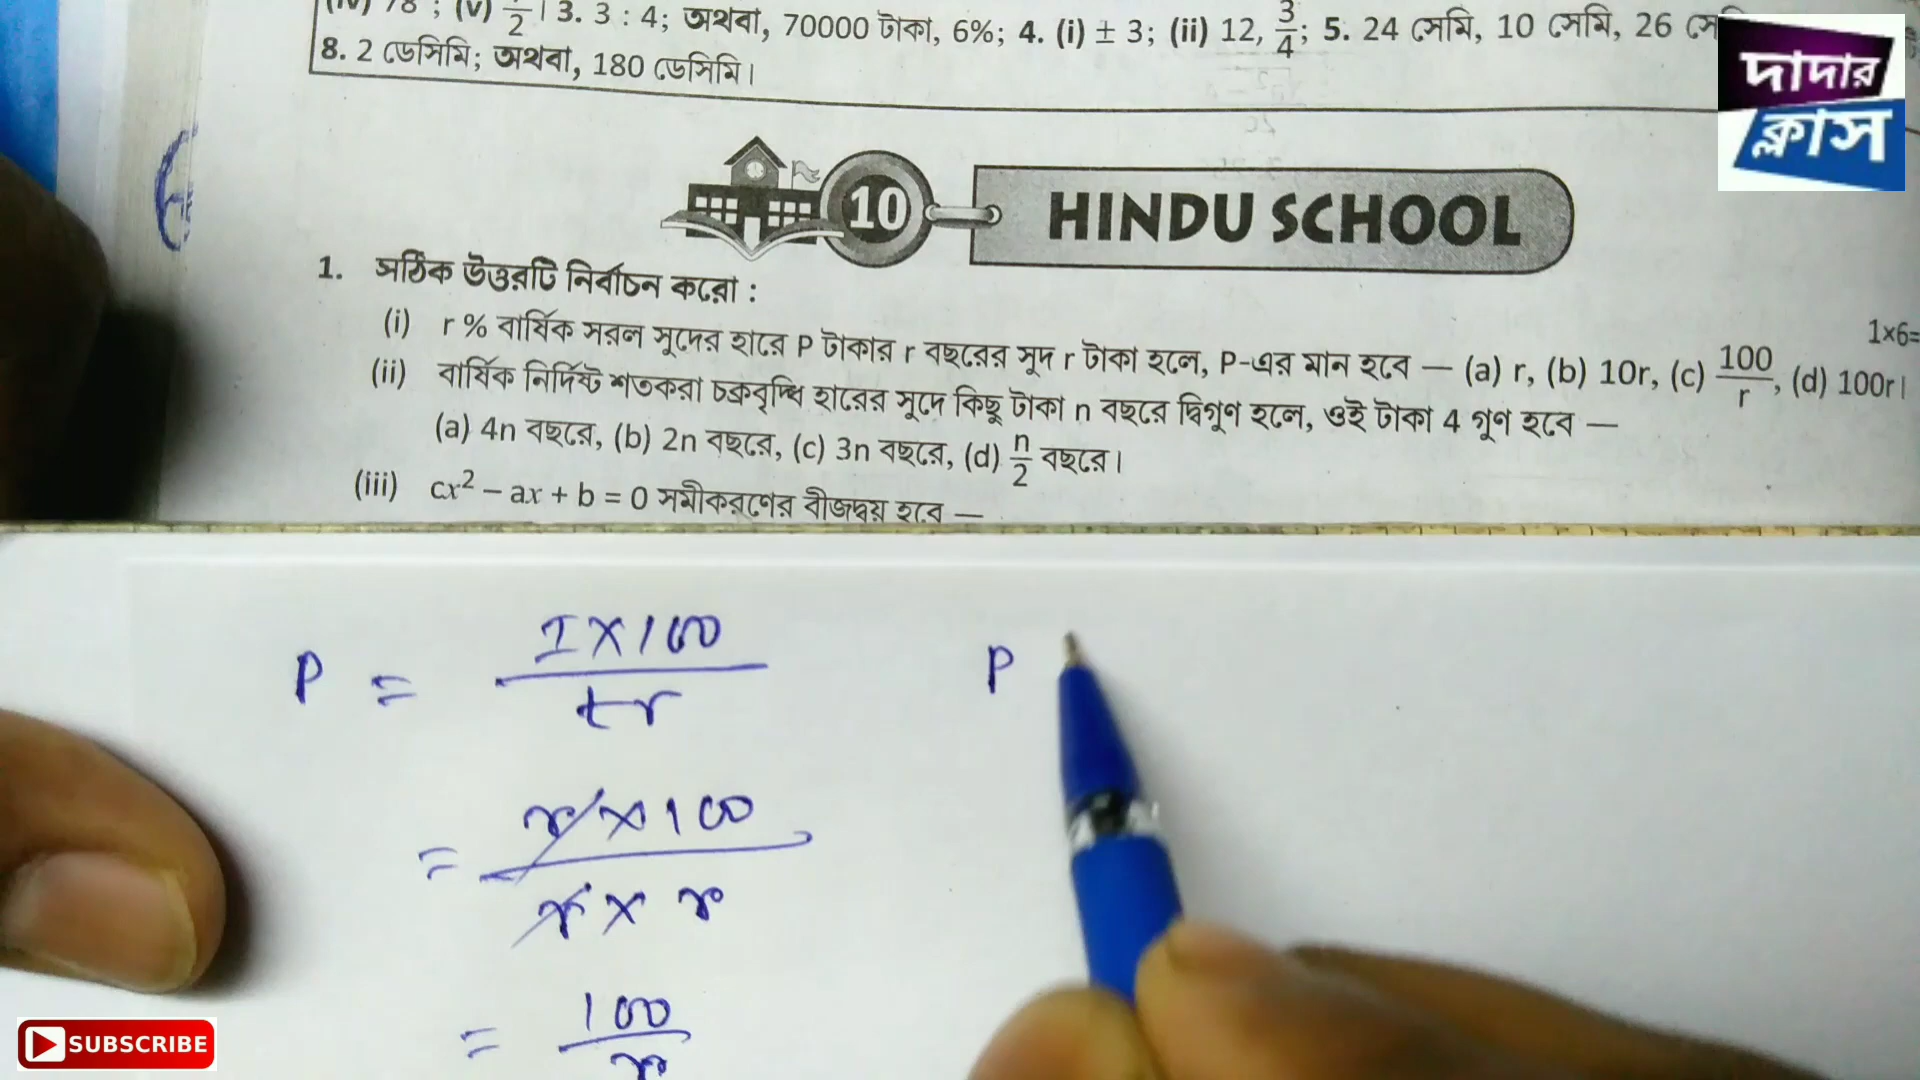 (iv) 78 ; (v) 7/2 | 3. 3 : 4; অথবা, 70000 টাকা, 6%; 4. (i) ± 3; (ii) 12, 3/4; 5. 24 সেমি, 10 সেমি, 26
8. 2 ডেসিমি; অথবা, 180 ডেসিমি।
দাদার
ক্লাস
10 HINDU SCHOOL
1. সঠিক উত্তরটি নির্বাচন করো :
1×6=
(i) r % বার্ষিক সরল সুদের হারে P টাকার r বছরের সুদ r টাকা হলে, P-এর মান হবে — (a) r, (b) 10r, (c) 100/r, (d) 100r।
(ii) বার্ষিক নির্দিষ্ট শতকরা চক্রবৃদ্ধি হারের সুদে কিছু টাকা n বছরে দ্বিগুণ হলে, ওই টাকা 4 গুণ হবে —
(a) 4n বছরে, (b) 2n বছরে, (c) 3n বছরে, (d) n/2 বছরে।
(iii) cx² – ax + b = 0 সমীকরণের বীজদ্বয় হবে —
P = I × 100 / tr
P
= r × 100 / r × r
= 100 / r
SUBSCRIBE